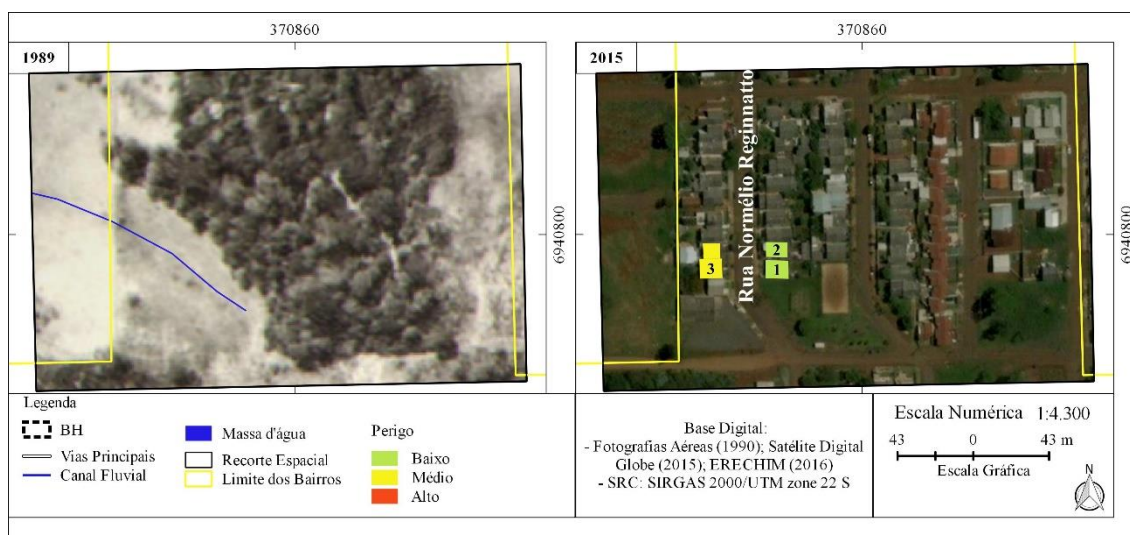 370860
370860
1989
2015
Rua Normélio Reginnatto
6940800
6940800
2
3
1
Legenda
BH
Vias Principais
Canal Fluvial
Massa d'água
Recorte Espacial
Limite dos Bairros
Perigo
Baixo
Médio
Alto
Base Digital:
- Fotografias Aéreas (1990); Satélite Digital
Globe (2015); ERECHIM (2016)
- SRC: SIRGAS 2000/UTM zone 22 S
Escala Numérica 1:4.300
43 0 43 m
Escala Gráfica
N